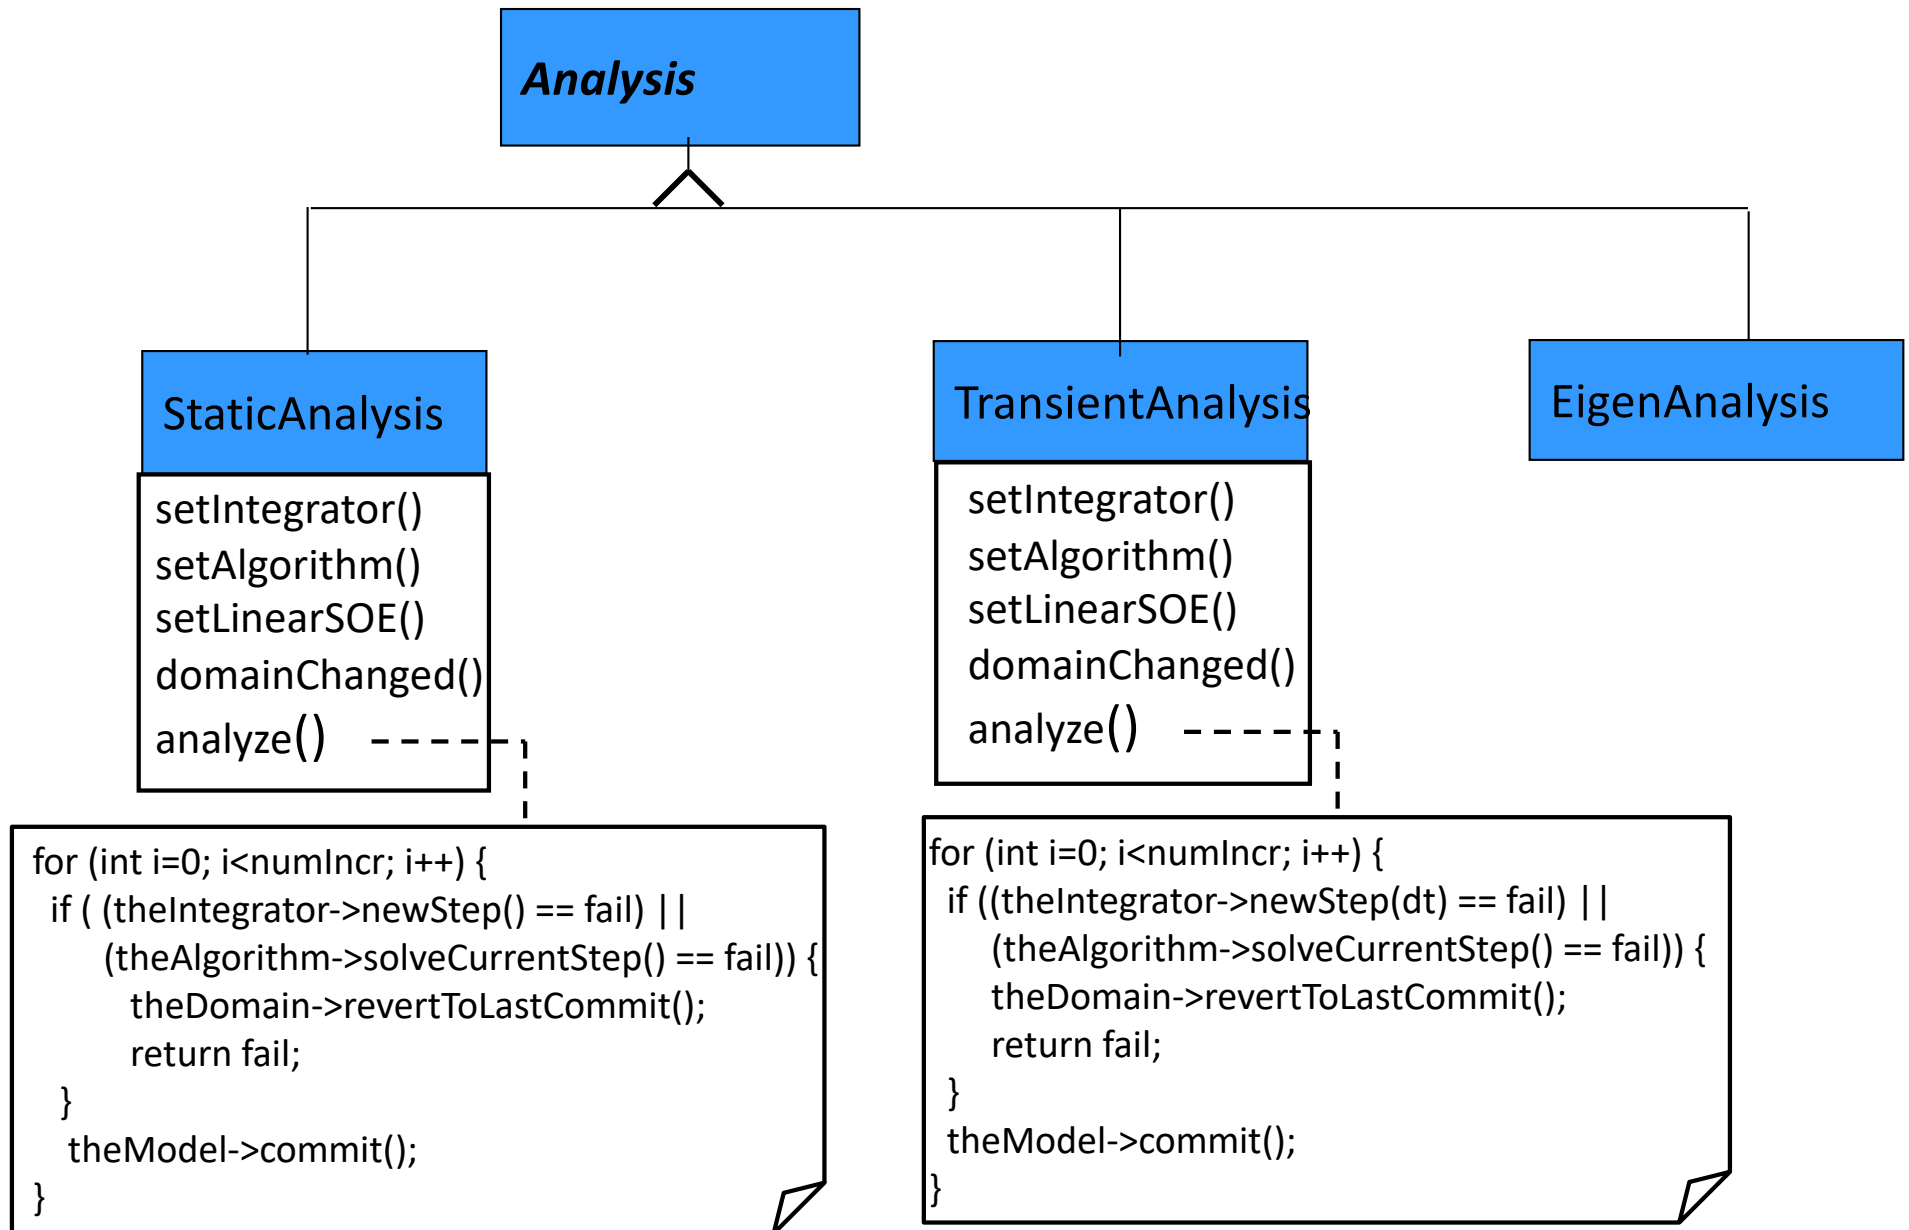 Analysis
StaticAnalysis
setIntegrator()
setAlgorithm()
setLinearSOE()
domainChanged()
analyze()
for (int i=0; i<numIncr; i++) {
if ( (theIntegrator->newStep() == fail) ||
(theAlgorithm->solveCurrentStep() == fail)) {
theDomain->revertToLastCommit();
return fail;
}
theModel->commit();
}
TransientAnalysis
setIntegrator()
setAlgorithm()
setLinearSOE()
domainChanged()
analyze()
for (int i=0; i<numIncr; i++) {
if ((theIntegrator->newStep(dt) == fail) ||
(theAlgorithm->solveCurrentStep() == fail)) {
theDomain->revertToLastCommit();
return fail;
}
theModel->commit();
}
EigenAnalysis